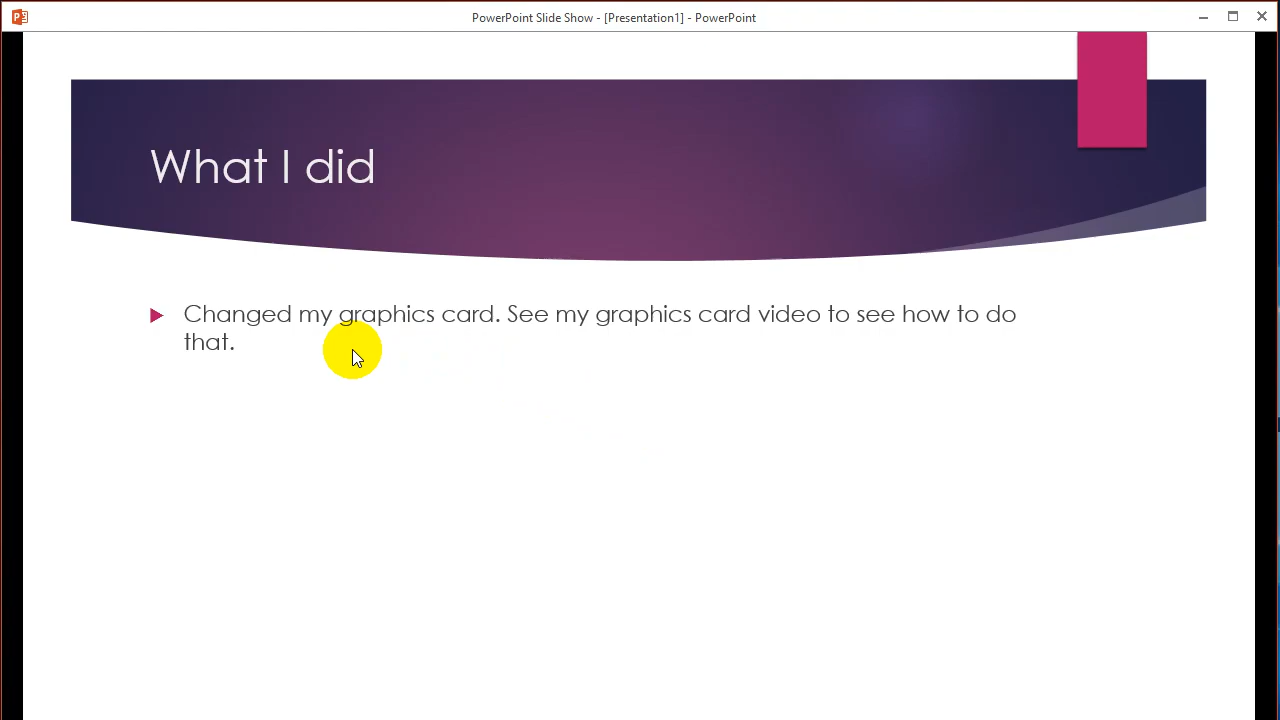 PowerPoint Slide Show - [Presentation1] - PowerPoint
What I did
Changed my graphics card. See my graphics card video to see how to do
that.